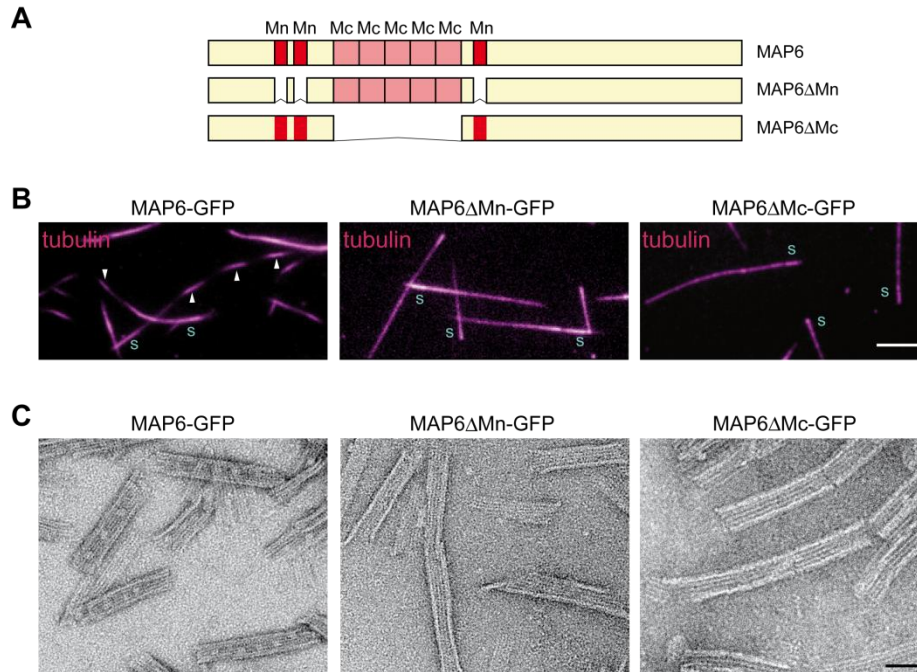 A
Mn Mn Mc Mc Mc Mc Mc Mn
MAP6
MAP6ΔMn
MAP6ΔMc
B
MAP6-GFP MAP6ΔMn-GFP MAP6ΔMc-GFP
tubulin tubulin tubulin
S S S S S S S S
C
MAP6-GFP MAP6ΔMn-GFP MAP6ΔMc-GFP